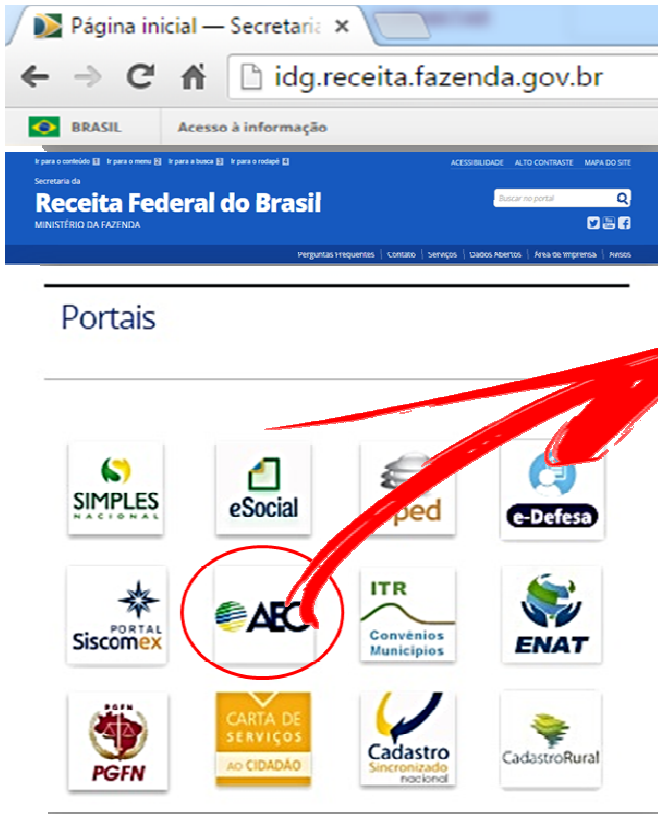 Página inicial — Secretaria
idg.receita.fazenda.gov.br
BRASIL Acesso à informação
Ir para o conteúdo 1 Ir para o menu 2 Ir para a busca 3 Ir para o rodapé 4 ACESSIBILIDADE ALTO CONTRASTE MAPA DO SITE
Secretaria da
Receita Federal do Brasil
Buscar no portal
MINISTÉRIO DA FAZENDA
You Tube f
Perguntas Frequentes Contato Serviços Dados Abertos Área de Imprensa Avisos
Portais
SIMPLES
NACIONAL
eSocial
ped
e-Defesa
PORTAL
Siscomex
AEC
ITR
Convênios
Municípios
ENAT
PGFN
PGFN
CARTA DE
SERVIÇOS
AO CIDADÃO
Cadastro
Sincronizado
nacional
CadastroRural